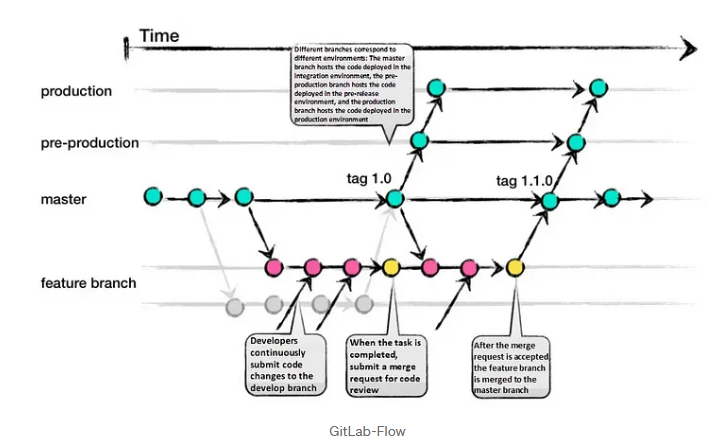 Time
Different branches correspond to
different environments: The master
branch hosts the code deployed in the
integration environment, the pre-
production branch hosts the code
deployed in the pre-release
environment, and the production
branch hosts the code deployed in the
production environment
production
pre-production
tag 1.0
tag 1.1.0
master
feature branch
Developers
continuously
submit code
changes to the
develop branch
When the task is
completed,
submit a merge
request for code
review
After the merge
request is accepted,
the feature branch
is merged to the
master branch
GitLab-Flow